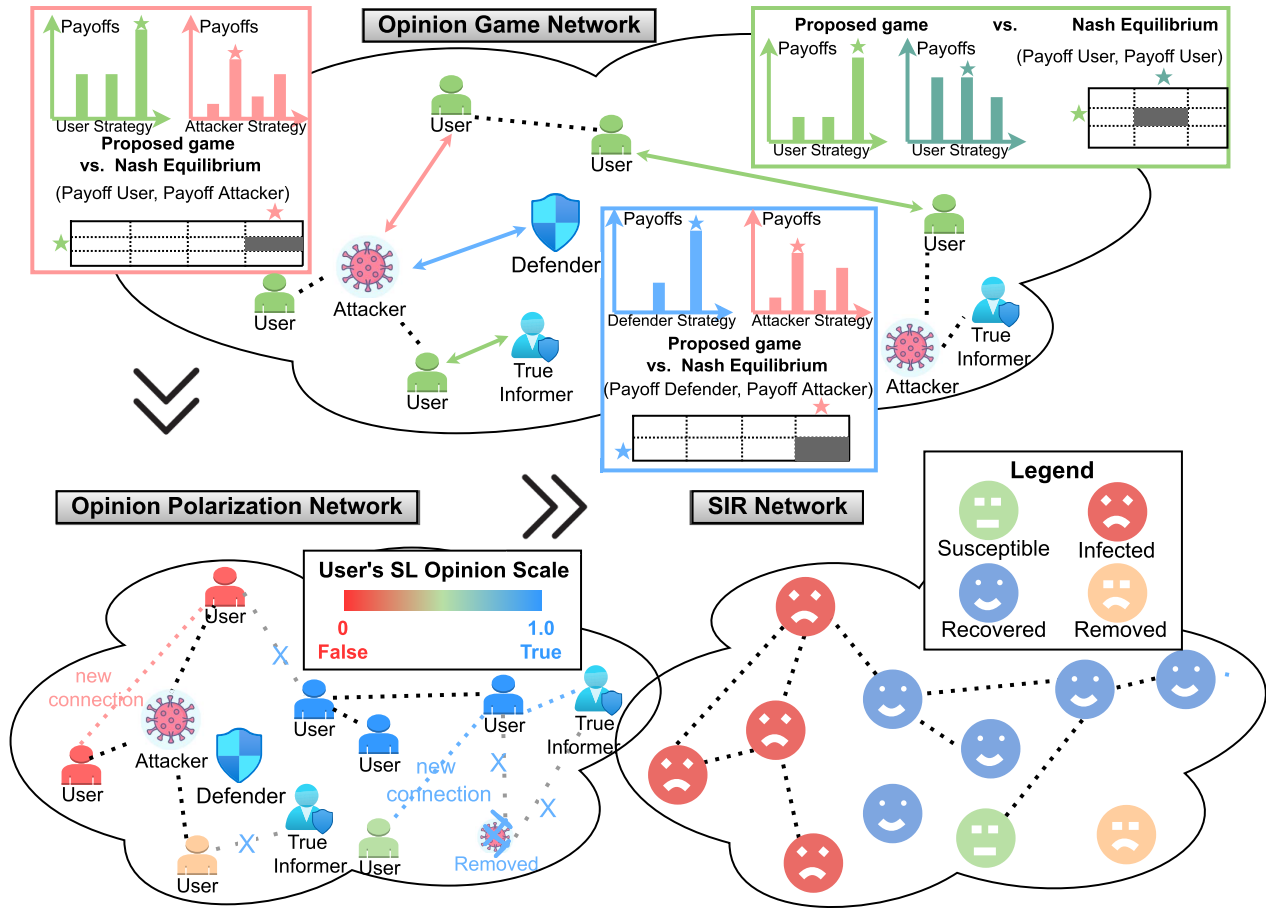 Opinion Game Network
Payoffs
Payoffs
User Strategy
Attacker Strategy
Proposed game
vs. Nash Equilibrium
(Payoff User, Payoff Attacker)
Proposed game vs. Nash Equilibrium
(Payoff User, Payoff User)
Payoffs
Payoffs
User Strategy
User Strategy
User
User
User
Defender
Attacker
User
User
True
Informer
Attacker
True
Informer
Payoffs
Payoffs
Defender Strategy
Attacker Strategy
Proposed game
vs. Nash Equilibrium
(Payoff Defender, Payoff Attacker)
Opinion Polarization Network
User's SL Opinion Scale
0
1.0
False
True
User
X
new
connection
Attacker
User
Defender
User
User
User
True
Informer
new
connection
X
X
X
User
True
Informer
User
Removed
SIR Network
Legend
Susceptible
Infected
Recovered
Removed